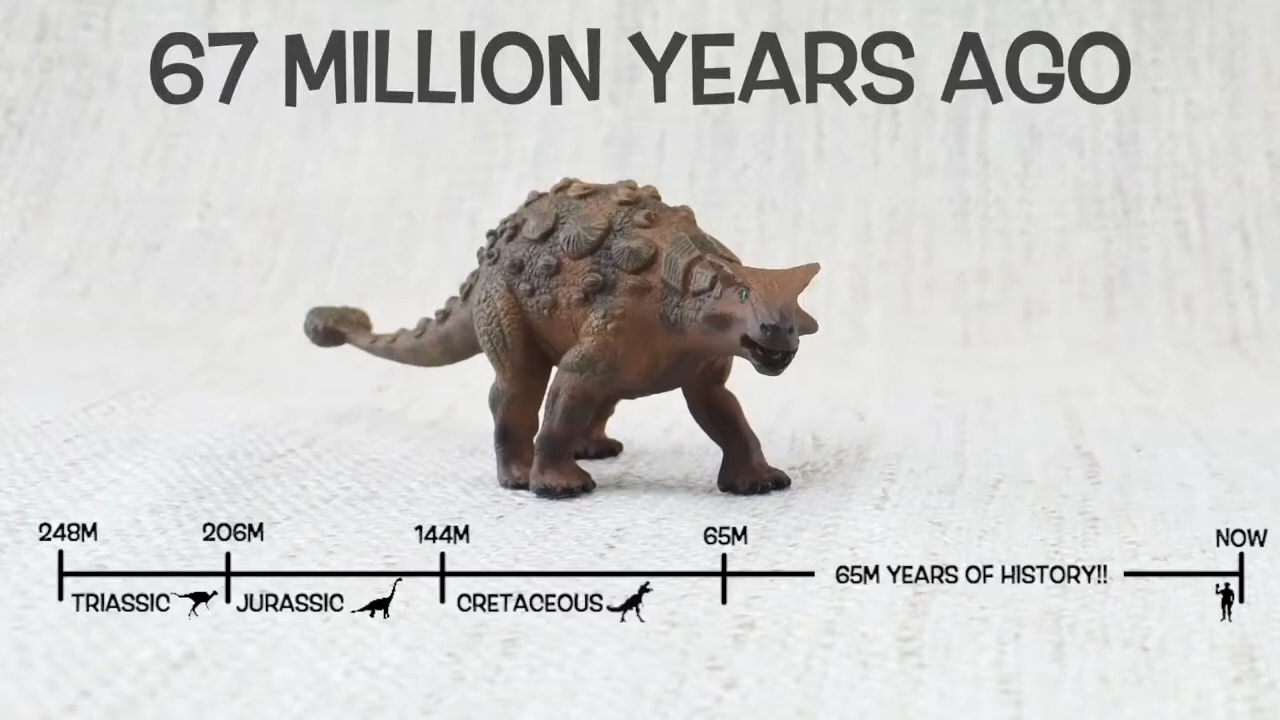 67 MILLION YEARS AGO
248M 206M 144M 65M NOW
65M YEARS OF HISTORY!!
TRIASSIC JURASSIC CRETACEOUS